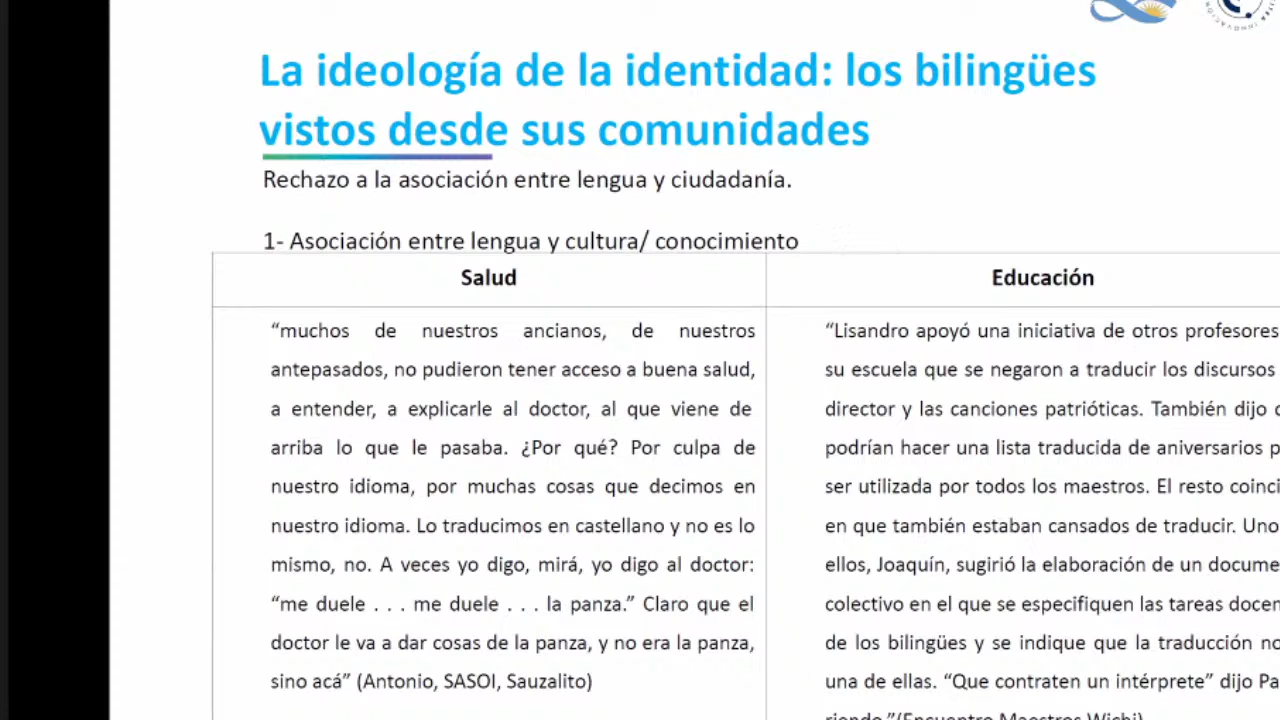 La ideología de la identidad: los bilingües
vistos desde sus comunidades
Rechazo a la asociación entre lengua y ciudadanía.
1- Asociación entre lengua y cultura/ conocimiento
Salud
“muchos de nuestros ancianos, de nuestros
antepasados, no pudieron tener acceso a buena salud,
a entender, a explicarle al doctor, al que viene de
arriba lo que le pasaba. ¿Por qué? Por culpa de
nuestro idioma, por muchas cosas que decimos en
nuestro idioma. Lo traducimos en castellano y no es lo
mismo, no. A veces yo digo, mirá, yo digo al doctor:
“me duele . . . me duele . . . la panza.” Claro que el
doctor le va a dar cosas de la panza, y no era la panza,
sino acá” (Antonio, SASOI, Sauzalito)
Educación
“Lisandro apoyó una iniciativa de otros profesores
su escuela que se negaron a traducir los discursos
director y las canciones patrióticas. También dijo
podrían hacer una lista traducida de aniversarios
ser utilizada por todos los maestros. El resto
en que también estaban cansados de traducir. Uno
ellos, Joaquín, sugirió la elaboración de un
colectivo en el que se especifiquen las tareas
de los bilingües y se indique que la traducción
una de ellas. “Que contraten un intérprete” dijo
riendo.”(Encuentro Maestros Wichi)